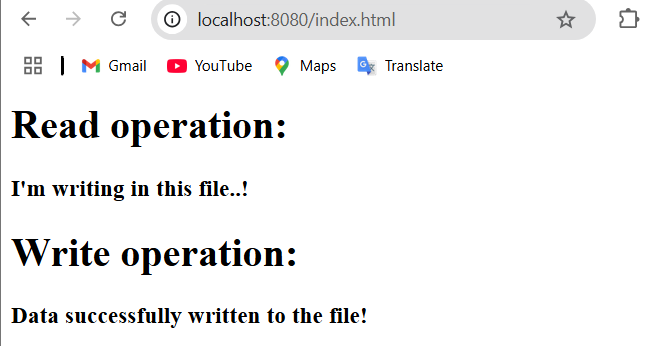 localhost:8080/index.html
Gmail YouTube Maps Translate
Read operation:
I'm writing in this file..!
Write operation:
Data successfully written to the file!